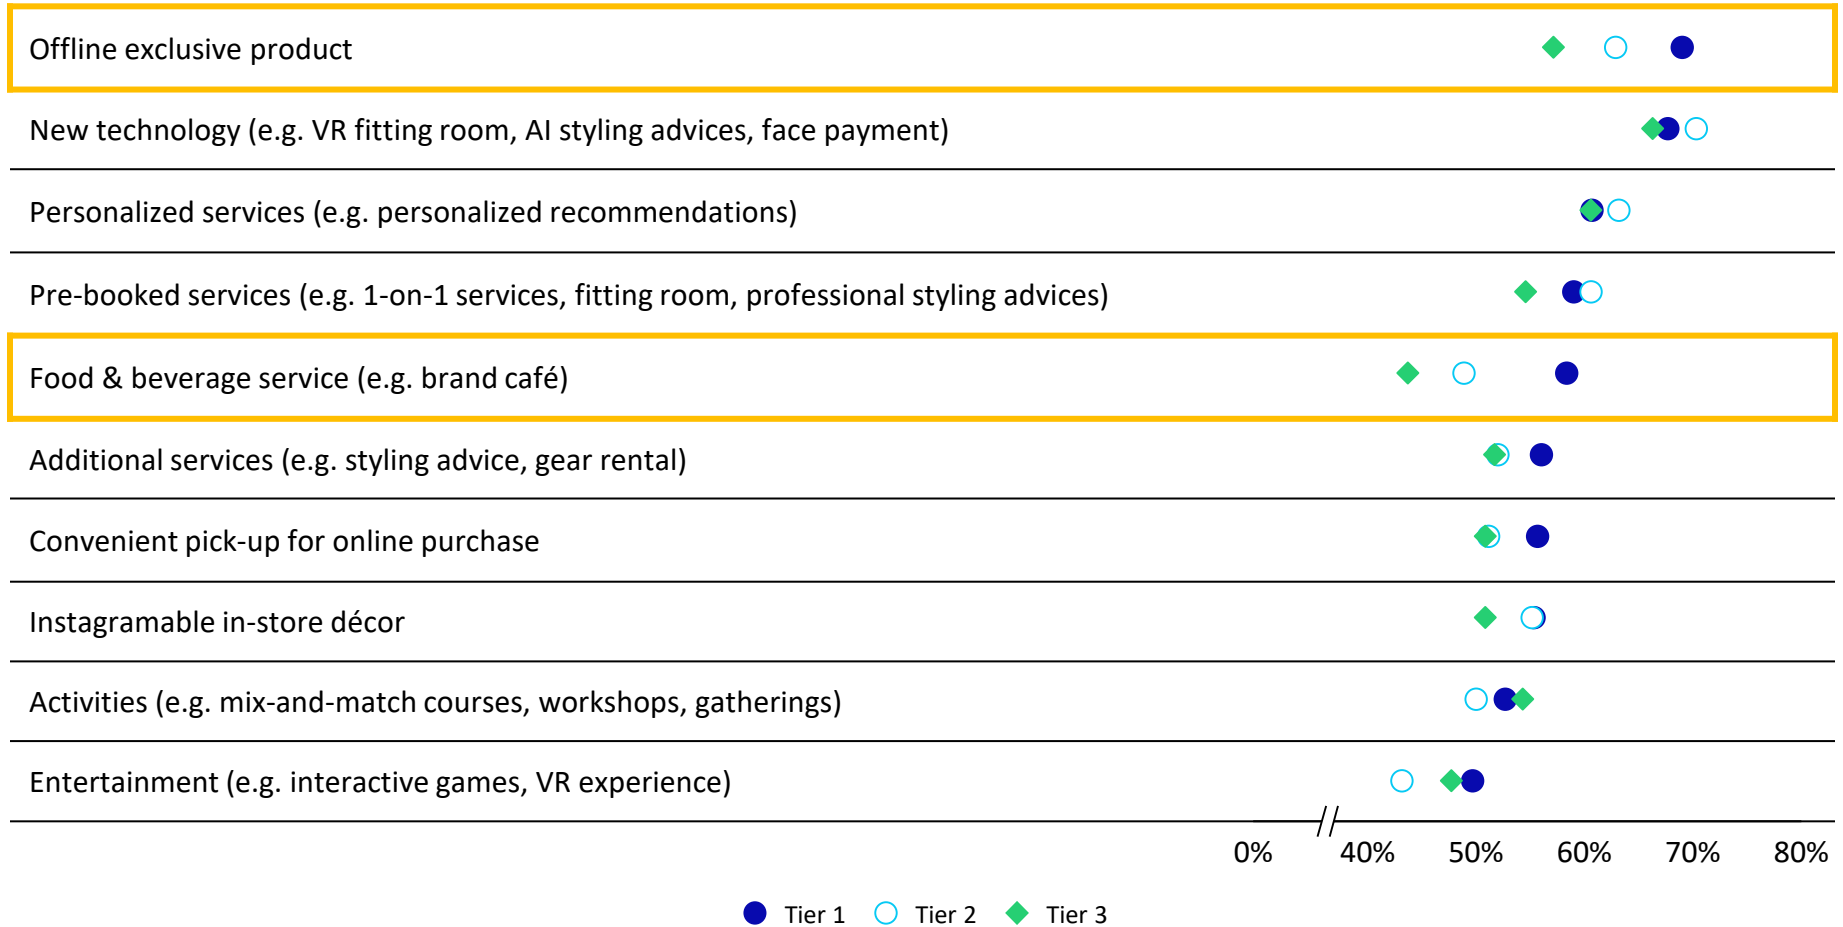 Offline exclusive product
New technology (e.g. VR fitting room, AI styling advices, face payment)
Personalized services (e.g. personalized recommendations)
Pre-booked services (e.g. 1-on-1 services, fitting room, professional styling advices)
Food & beverage service (e.g. brand café)
Additional services (e.g. styling advice, gear rental)
Convenient pick-up for online purchase
Instagramable in-store décor
Activities (e.g. mix-and-match courses, workshops, gatherings)
Entertainment (e.g. interactive games, VR experience)
0% 40% 50% 60% 70% 80%
Tier 1 Tier 2 Tier 3